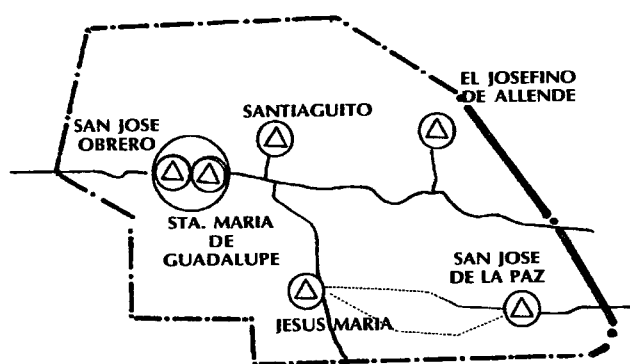 EL JOSEFINO
DE ALLENDE
SANTIAGUITO
SAN JOSE
OBRERO
STA. MARIA
DE
GUADALUPE
SAN JOSE
DE LA PAZ
JESUS MARIA